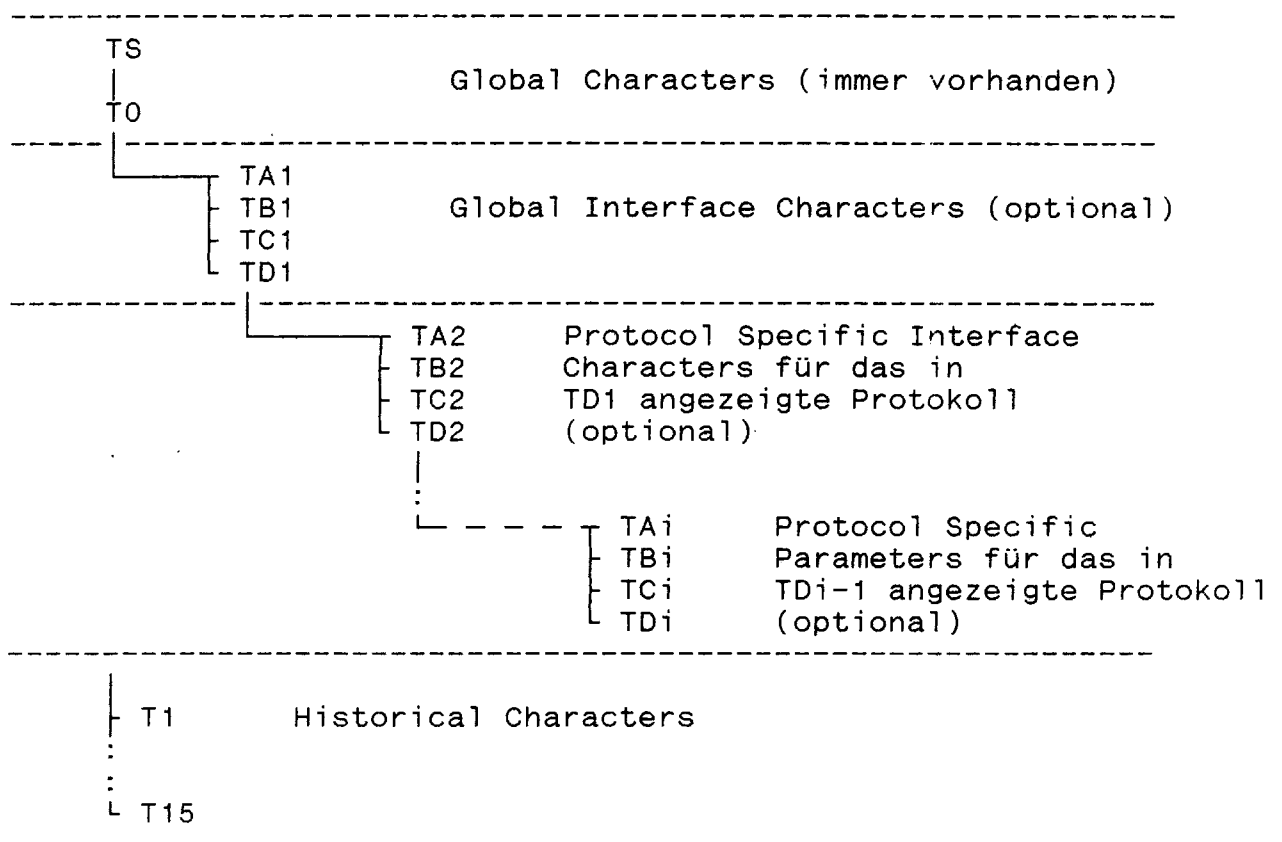 TS
Global Characters (immer vorhanden)
T0
TA1
TB1 Global Interface Characters (optional)
TC1
TD1
TA2 Protocol Specific Interface
TB2 Characters für das in
TC2 TD1 angezeigte Protokoll
TD2 (optional)
TAi Protocol Specific
TBi Parameters für das in
TCi TDi-1 angezeigte Protokoll
TDi (optional)
T1 Historical Characters
T15